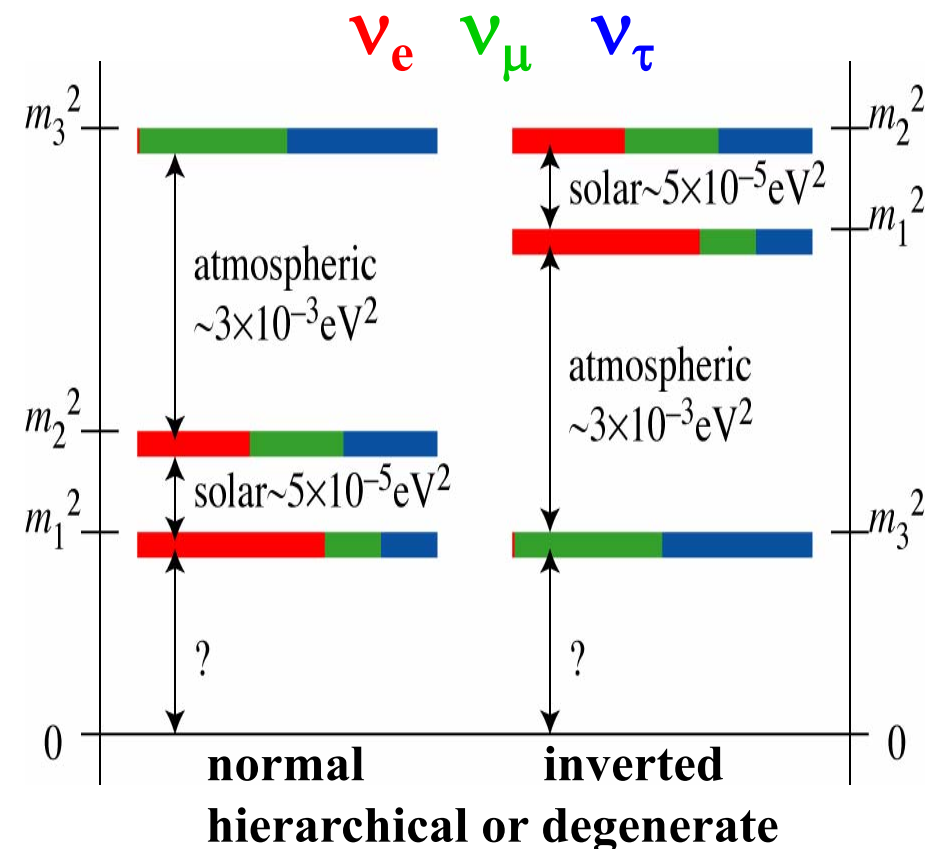 νe νμ ντ
m₃² m₂²
solar~5×10⁻⁵eV²
m₁²
atmospheric
~3×10⁻³eV²
atmospheric
~3×10⁻³eV²
m₂²
solar~5×10⁻⁵eV²
m₁² m₃²
? ?
0 0
normal inverted
hierarchical or degenerate